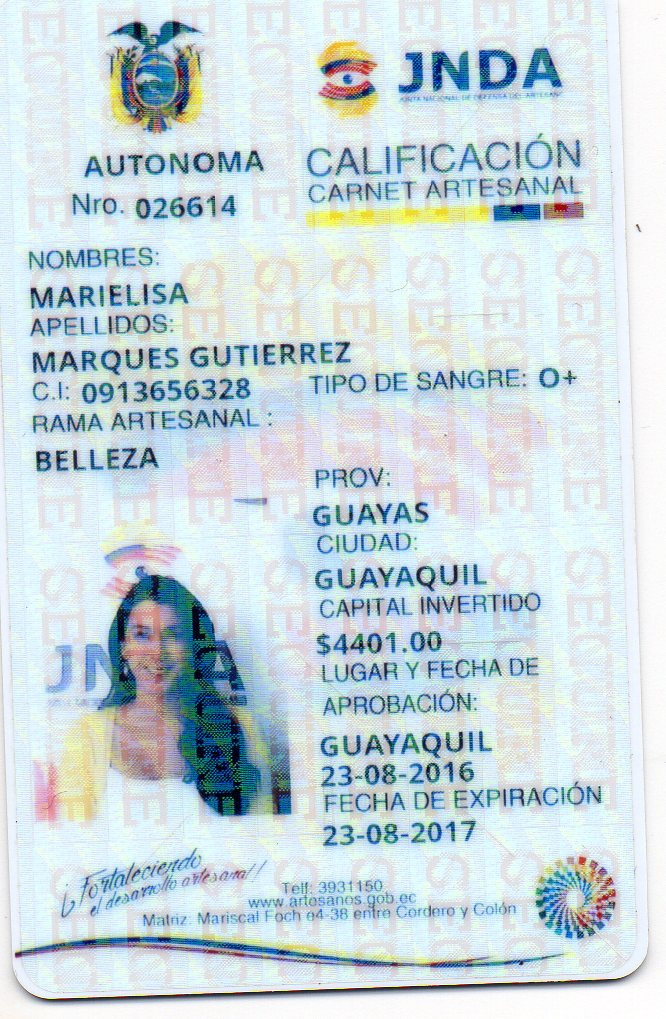 JNDA
JUNTA NACIONAL DE DEFENSA DEL ARTESANO
AUTONOMA
Nro. 026614
CALIFICACIÓN
CARNET ARTESANAL
NOMBRES:
MARIELISA
APELLIDOS:
MARQUES GUTIERREZ
C.I: 0913656328
TIPO DE SANGRE: O+
RAMA ARTESANAL :
BELLEZA
PROV:
GUAYAS
CIUDAD:
GUAYAQUIL
CAPITAL INVERTIDO
$4401.00
LUGAR Y FECHA DE
APROBACIÓN:
GUAYAQUIL
23-08-2016
FECHA DE EXPIRACIÓN
23-08-2017
¡Fortaleciendo
el desarrollo artesanal!!
Telf: 3931150
www.artesanos.gob.ec
Matriz: Mariscal Foch e4-38 entre Cordero y Colón